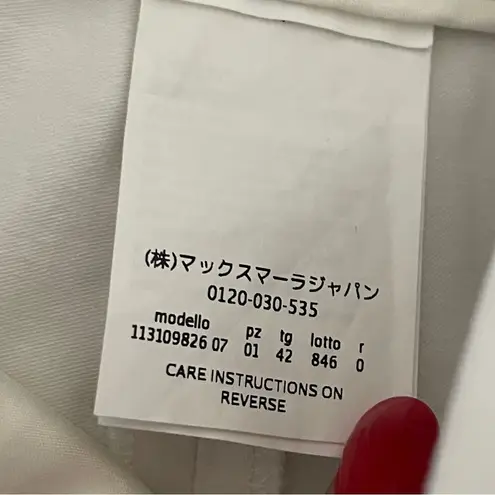 (株)マックスマーラジャパン
0120-030-535
modello pz tg lotto r
113109826 07 01 42 846 0
CARE INSTRUCTIONS ON
REVERSE